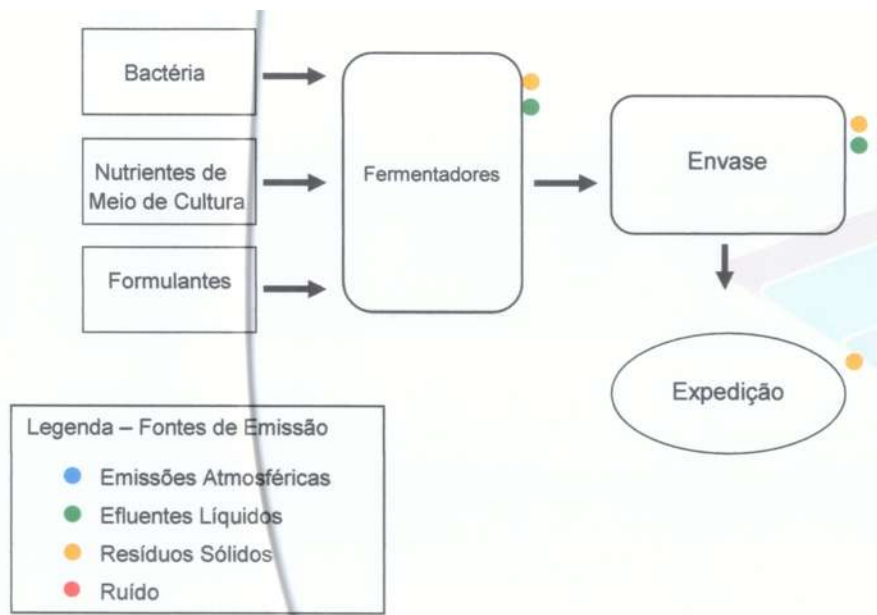 Bactéria
Nutrientes de
Meio de Cultura
Formulantes
Fermentadores
Envase
Expedição
Legenda – Fontes de Emissão
Emissões Atmosféricas
Efluentes Líquidos
Resíduos Sólidos
Ruído